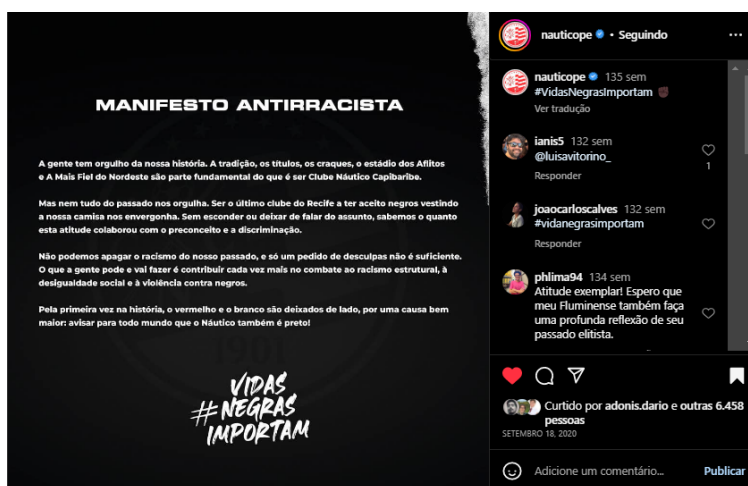 MANIFESTO ANTIRRACISTA
A gente tem orgulho da nossa história. A tradição, os títulos, os craques, o estádio dos Aflitos
e A Mais Fiel do Nordeste são parte fundamental do que é ser Clube Náutico Capibaribe.
Mas nem tudo do passado nos orgulha. Ser o último clube do Recife a ter aceito negros vestindo
a nossa camisa nos envergonha. Sem esconder ou deixar de falar do assunto, sabemos o quanto
esta atitude colaborou com o preconceito e a discriminação.
Não podemos apagar o racismo do nosso passado, e só um pedido de desculpas não é suficiente.
O que a gente pode e vai fazer é contribuir cada vez mais no combate ao racismo estrutural, à
desigualdade social e à violência contra negros.
Pela primeira vez na história, o vermelho e o branco são deixados de lado, por uma causa bem
maior: avisar para todo mundo que o Náutico também é preto!
1901
VIDAS
#NEGRAS
IMPORTAM
nauticope • Seguindo
nauticope 135 sem
#VidasNegrasImportam
Ver tradução
ianis5 132 sem
@luisavitorino_
1
Responder
joaocarloscalves 132 sem
#vidanegrasimportam
Responder
phlima94 134 sem
Atitude exemplar! Espero que
meu Fluminense também faça
uma profunda reflexão de seu
passado elitista.
Curtido por adonis.dario e outras 6.458
pessoas
SETEMBRO 18, 2020
Adicione um comentário... Publicar